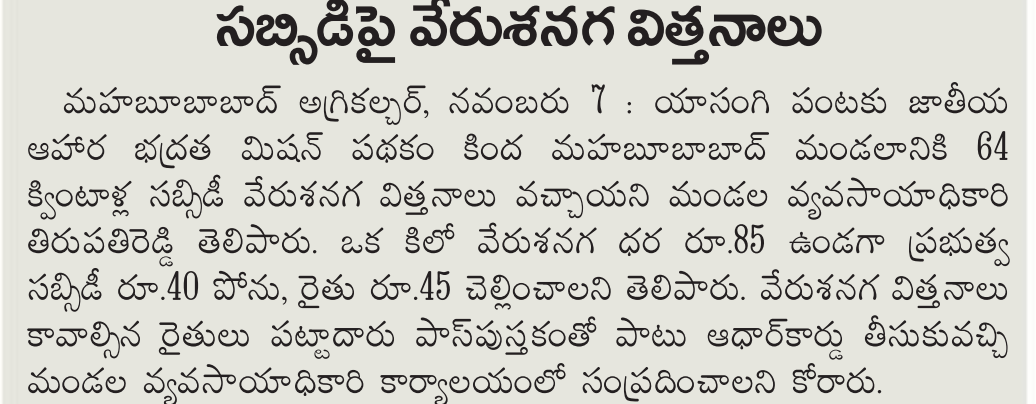 సబ్సిడీపై వేరుశనగ విత్తనాలు
మహబూబాబాద్ అగ్రికల్చర్, నవంబరు 7 : యాసంగి పంటకు జాతీయ
ఆహార భద్రత మిషన్ పథకం కింద మహబూబాబాద్ మండలానికి 64
క్వింటాళ్ల సబ్సిడీ వేరుశనగ విత్తనాలు వచ్చాయని మండల వ్యవసాయాధికారి
తిరుపతిరెడ్డి తెలిపారు. ఒక కిలో వేరుశనగ ధర రూ.85 ఉండగా ప్రభుత్వ
సబ్సిడీ రూ.40 పోను, రైతు రూ.45 చెల్లించాలని తెలిపారు. వేరుశనగ విత్తనాలు
కావాల్సిన రైతులు పట్టాదారు పాస్‌పుస్తకంతో పాటు ఆధార్‌కార్డు తీసుకువచ్చి
మండల వ్యవసాయాధికారి కార్యాలయంలో సంప్రదించాలని కోరారు.